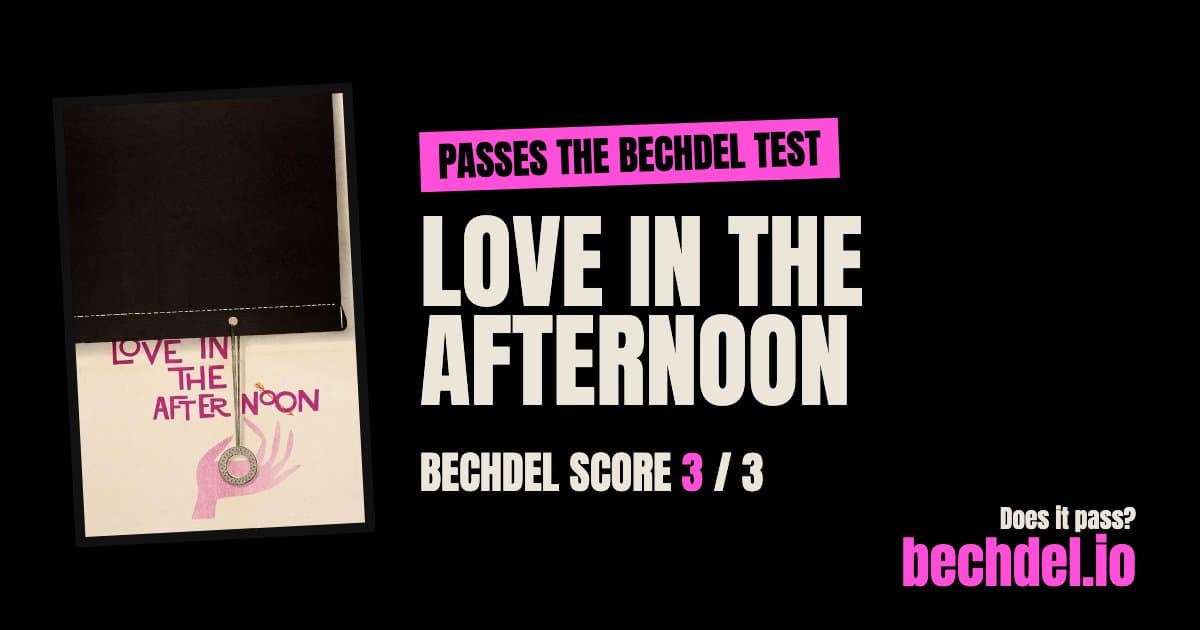 PASSES THE BECHDEL TEST
LOVE IN THE
AFTERNOON
BECHDEL SCORE 3 / 3
LOVE IN
THE
AFTERNOON
Does it pass?
bechdel.io